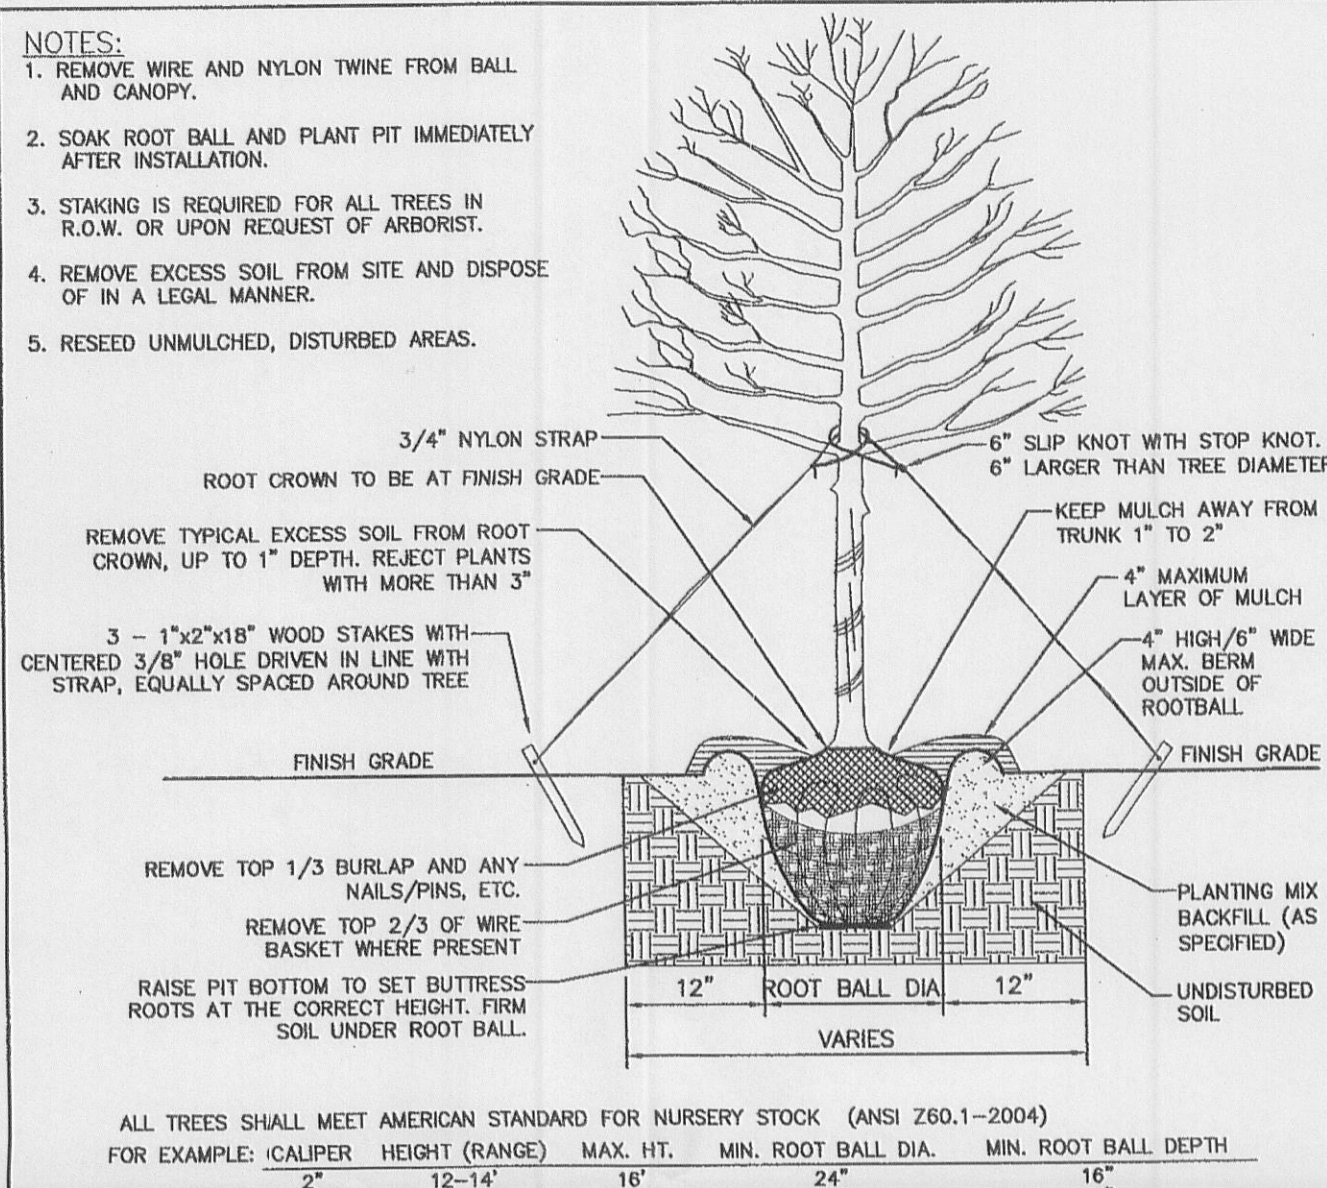 NOTES:
1. REMOVE WIRE AND NYLON TWINE FROM BALL
AND CANOPY.
2. SOAK ROOT BALL AND PLANT PIT IMMEDIATELY
AFTER INSTALLATION.
3. STAKING IS REQUIRED FOR ALL TREES IN
R.O.W. OR UPON REQUEST OF ARBORIST.
4. REMOVE EXCESS SOIL FROM SITE AND DISPOSE
OF IN A LEGAL MANNER.
5. RESEED UNMULCHED, DISTURBED AREAS.
3/4" NYLON STRAP
ROOT CROWN TO BE AT FINISH GRADE
REMOVE TYPICAL EXCESS SOIL FROM ROOT
CROWN, UP TO 1" DEPTH. REJECT PLANTS
WITH MORE THAN 3"
3 - 1"x2"x18" WOOD STAKES WITH
CENTERED 3/8" HOLE DRIVEN IN LINE WITH
STRAP, EQUALLY SPACED AROUND TREE
FINISH GRADE
REMOVE TOP 1/3 BURLAP AND ANY
NAILS/PINS, ETC.
REMOVE TOP 2/3 OF WIRE
BASKET WHERE PRESENT
RAISE PIT BOTTOM TO SET BUTTRESS
ROOTS AT THE CORRECT HEIGHT. FIRM
SOIL UNDER ROOT BALL.
6" SLIP KNOT WITH STOP KNOT.
6" LARGER THAN TREE DIAMETER
KEEP MULCH AWAY FROM
TRUNK 1" TO 2"
4" MAXIMUM
LAYER OF MULCH
4" HIGH/6" WIDE
MAX. BERM
OUTSIDE OF
ROOTBALL
FINISH GRADE
PLANTING MIX
BACKFILL (AS
SPECIFIED)
UNDISTURBED
SOIL
12" ROOT BALL DIA 12"
VARIES
ALL TREES SHALL MEET AMERICAN STANDARD FOR NURSERY STOCK (ANSI Z60.1-2004)
FOR EXAMPLE: CALIPER HEIGHT (RANGE) MAX. HT. MIN. ROOT BALL DIA. MIN. ROOT BALL DEPTH
2" 12-14' 16' 24" 16"